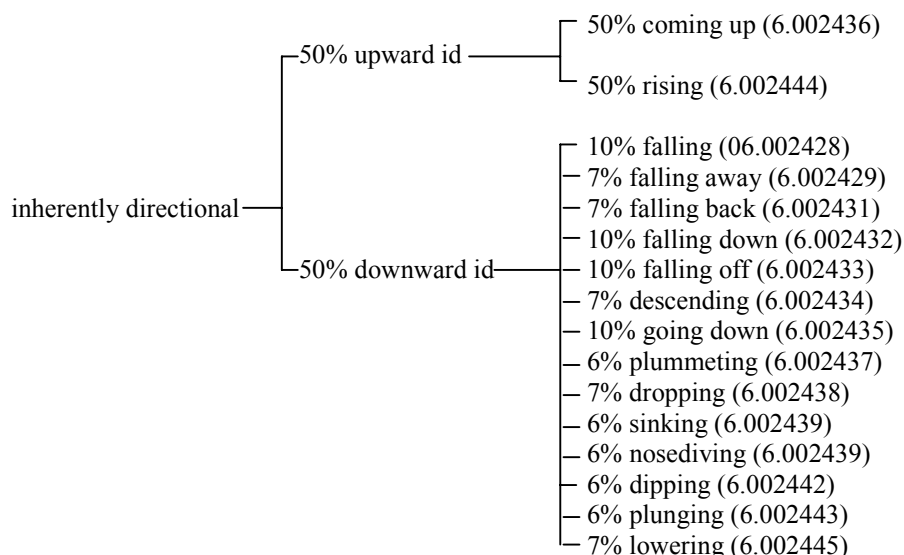 50% coming up (6.002436)
50% upward id
50% rising (6.002444)
10% falling (06.002428)
7% falling away (6.002429)
inherently directional
7% falling back (6.002431)
10% falling down (6.002432)
50% downward id
10% falling off (6.002433)
7% descending (6.002434)
10% going down (6.002435)
6% plummeting (6.002437)
7% dropping (6.002438)
6% sinking (6.002439)
6% nosediving (6.002439)
6% dipping (6.002442)
6% plunging (6.002443)
7% lowering (6.002445)